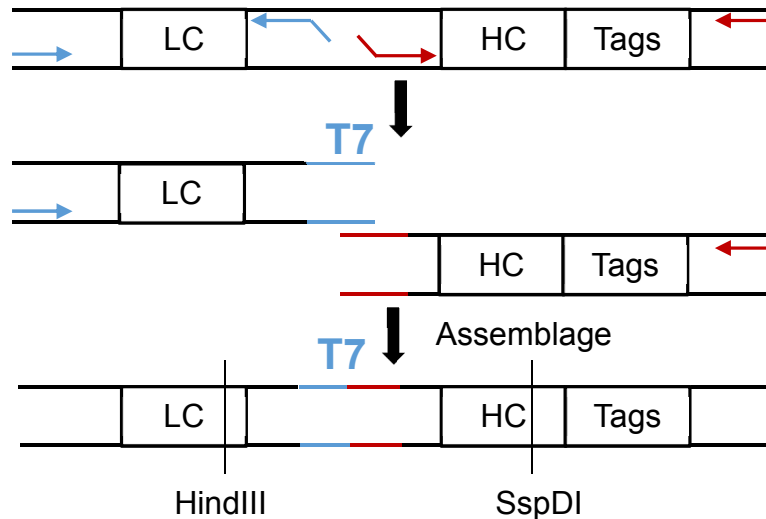 LC HC Tags
T7
LC
HC Tags
Assemblage
T7
LC HC Tags
HindIII SspDI